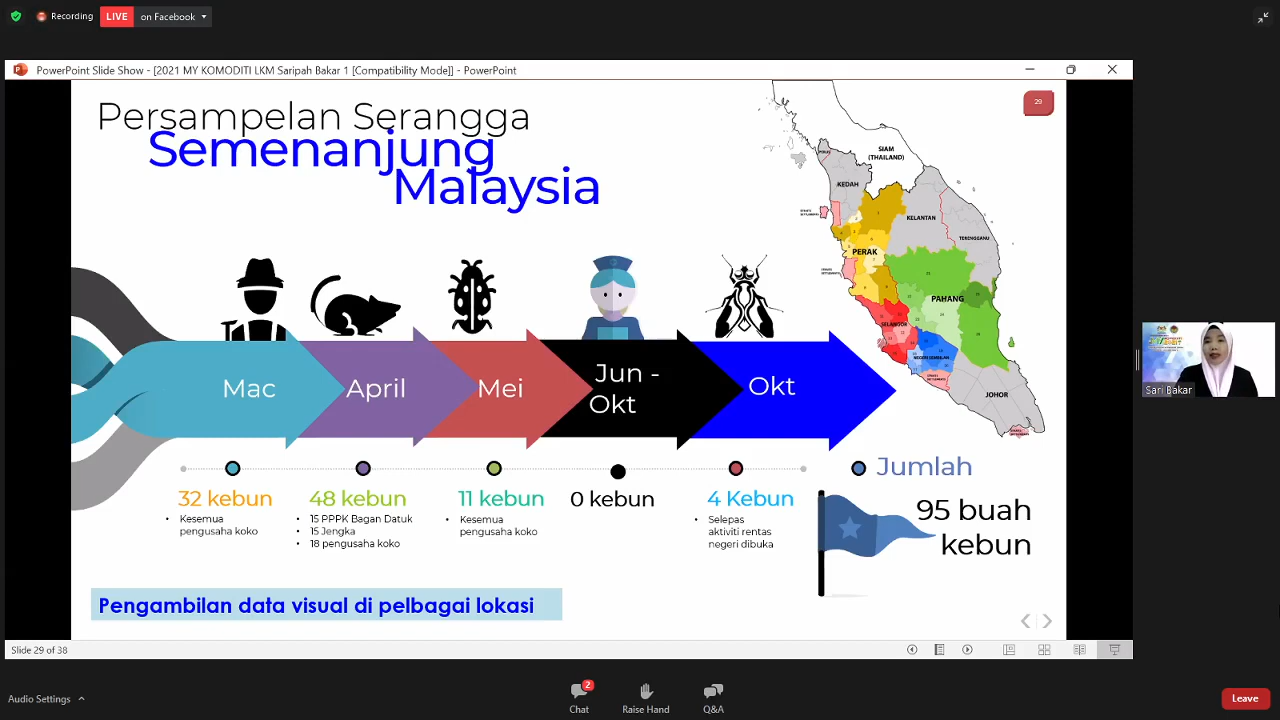 Recording
LIVE
on Facebook
PowerPoint Slide Show - [2021 MY KOMODITI LKM Saripah Bakar 1 [Compatibility Mode]] - PowerPoint
29
Persampelan Serangga
Semenanjung
Malaysia
SIAM
(THAILAND)
KEDAH
KELANTAN
TERENGGANU
PERAK
PAHANG
SELANGOR
NEGERI SEMBILAN
JOHOR
Mac
April
Mei
Jun -
Okt
Okt
Jumlah
32 kebun
48 kebun
11 kebun
0 kebun
4 Kebun
95 buah
kebun
• Kesemua
pengusaha koko
• 15 PPPK Bagan Datuk
• 15 Jengka
• 18 pengusaha koko
• Kesemua
pengusaha koko
• Selepas
aktiviti rentas
negeri dibuka
Pengambilan data visual di pelbagai lokasi
Slide 29 of 38
Sari Bakar
Audio Settings
2
Chat
Raise Hand
Q&A
Leave